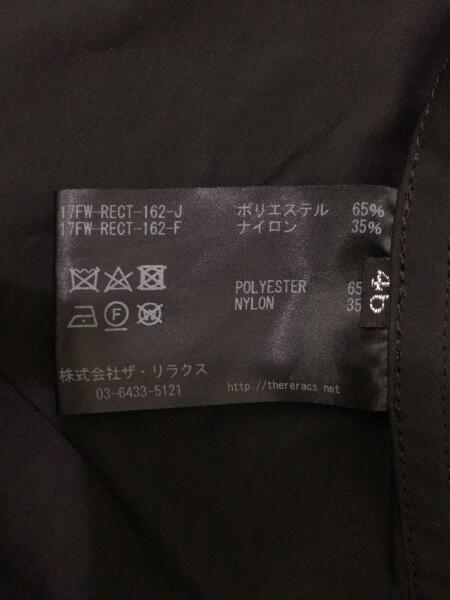 17FW-RECT-162-J ポリエステル 65%
17FW-RECT-162-F ナイロン 35%
POLYESTER 65
NYLON 35
F
W
株式会社ザ・リラクス
03-6433-5121 http://thereracs.net